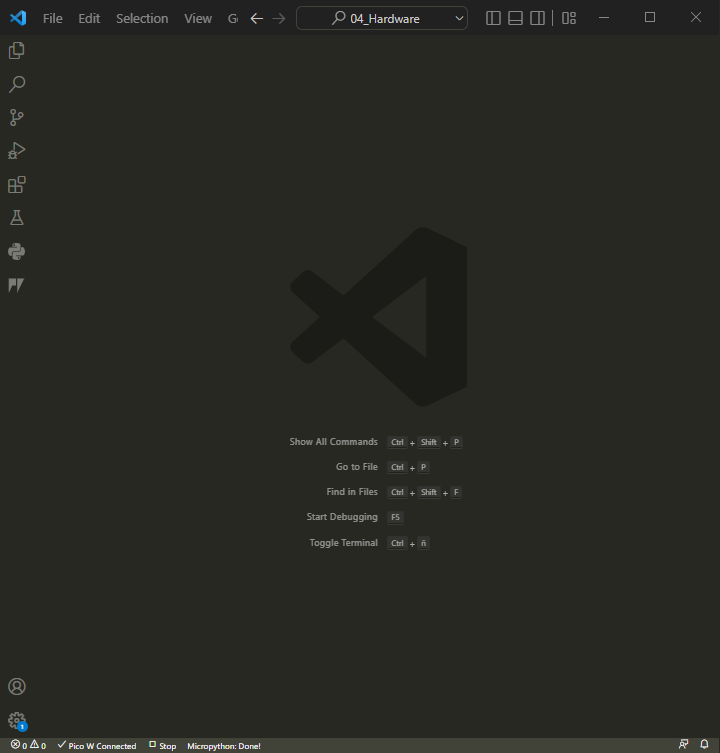 File Edit Selection View G 04_Hardware
Show All Commands Ctrl + Shift + P
Go to File Ctrl + P
Find in Files Ctrl + Shift + F
Start Debugging F5
Toggle Terminal Ctrl + ñ
1
0 0 Pico W Connected Stop Micropython: Done!